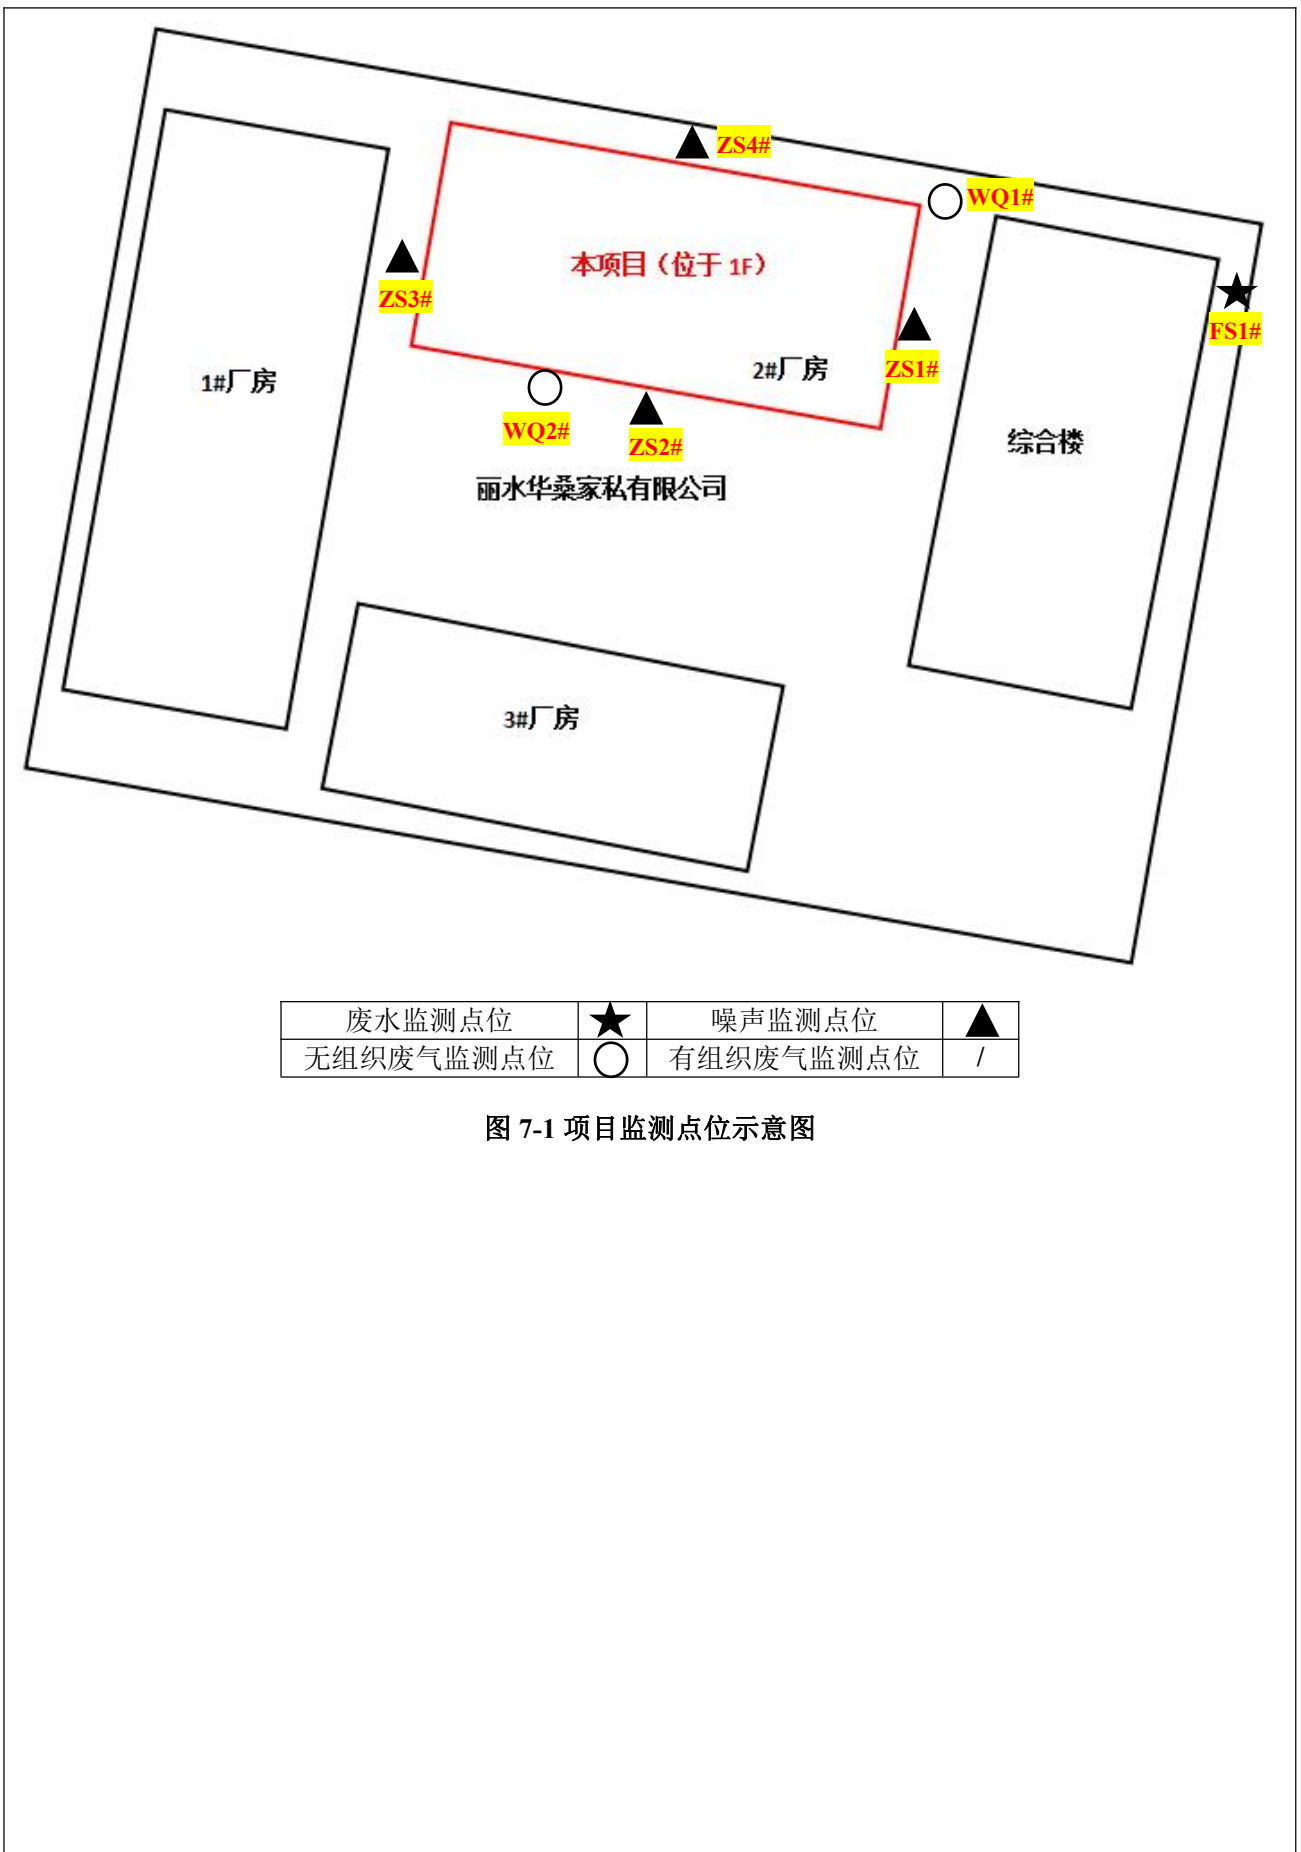 ZS4#
WQ1#
本项目（位于 1F）
ZS3#
FS1#
1#厂房
2#厂房
ZS1#
WQ2#
ZS2#
综合楼
丽水华桑家私有限公司
3#厂房
废水监测点位 ★ 噪声监测点位 ▲
无组织废气监测点位 ○ 有组织废气监测点位 /
图 7-1 项目监测点位示意图